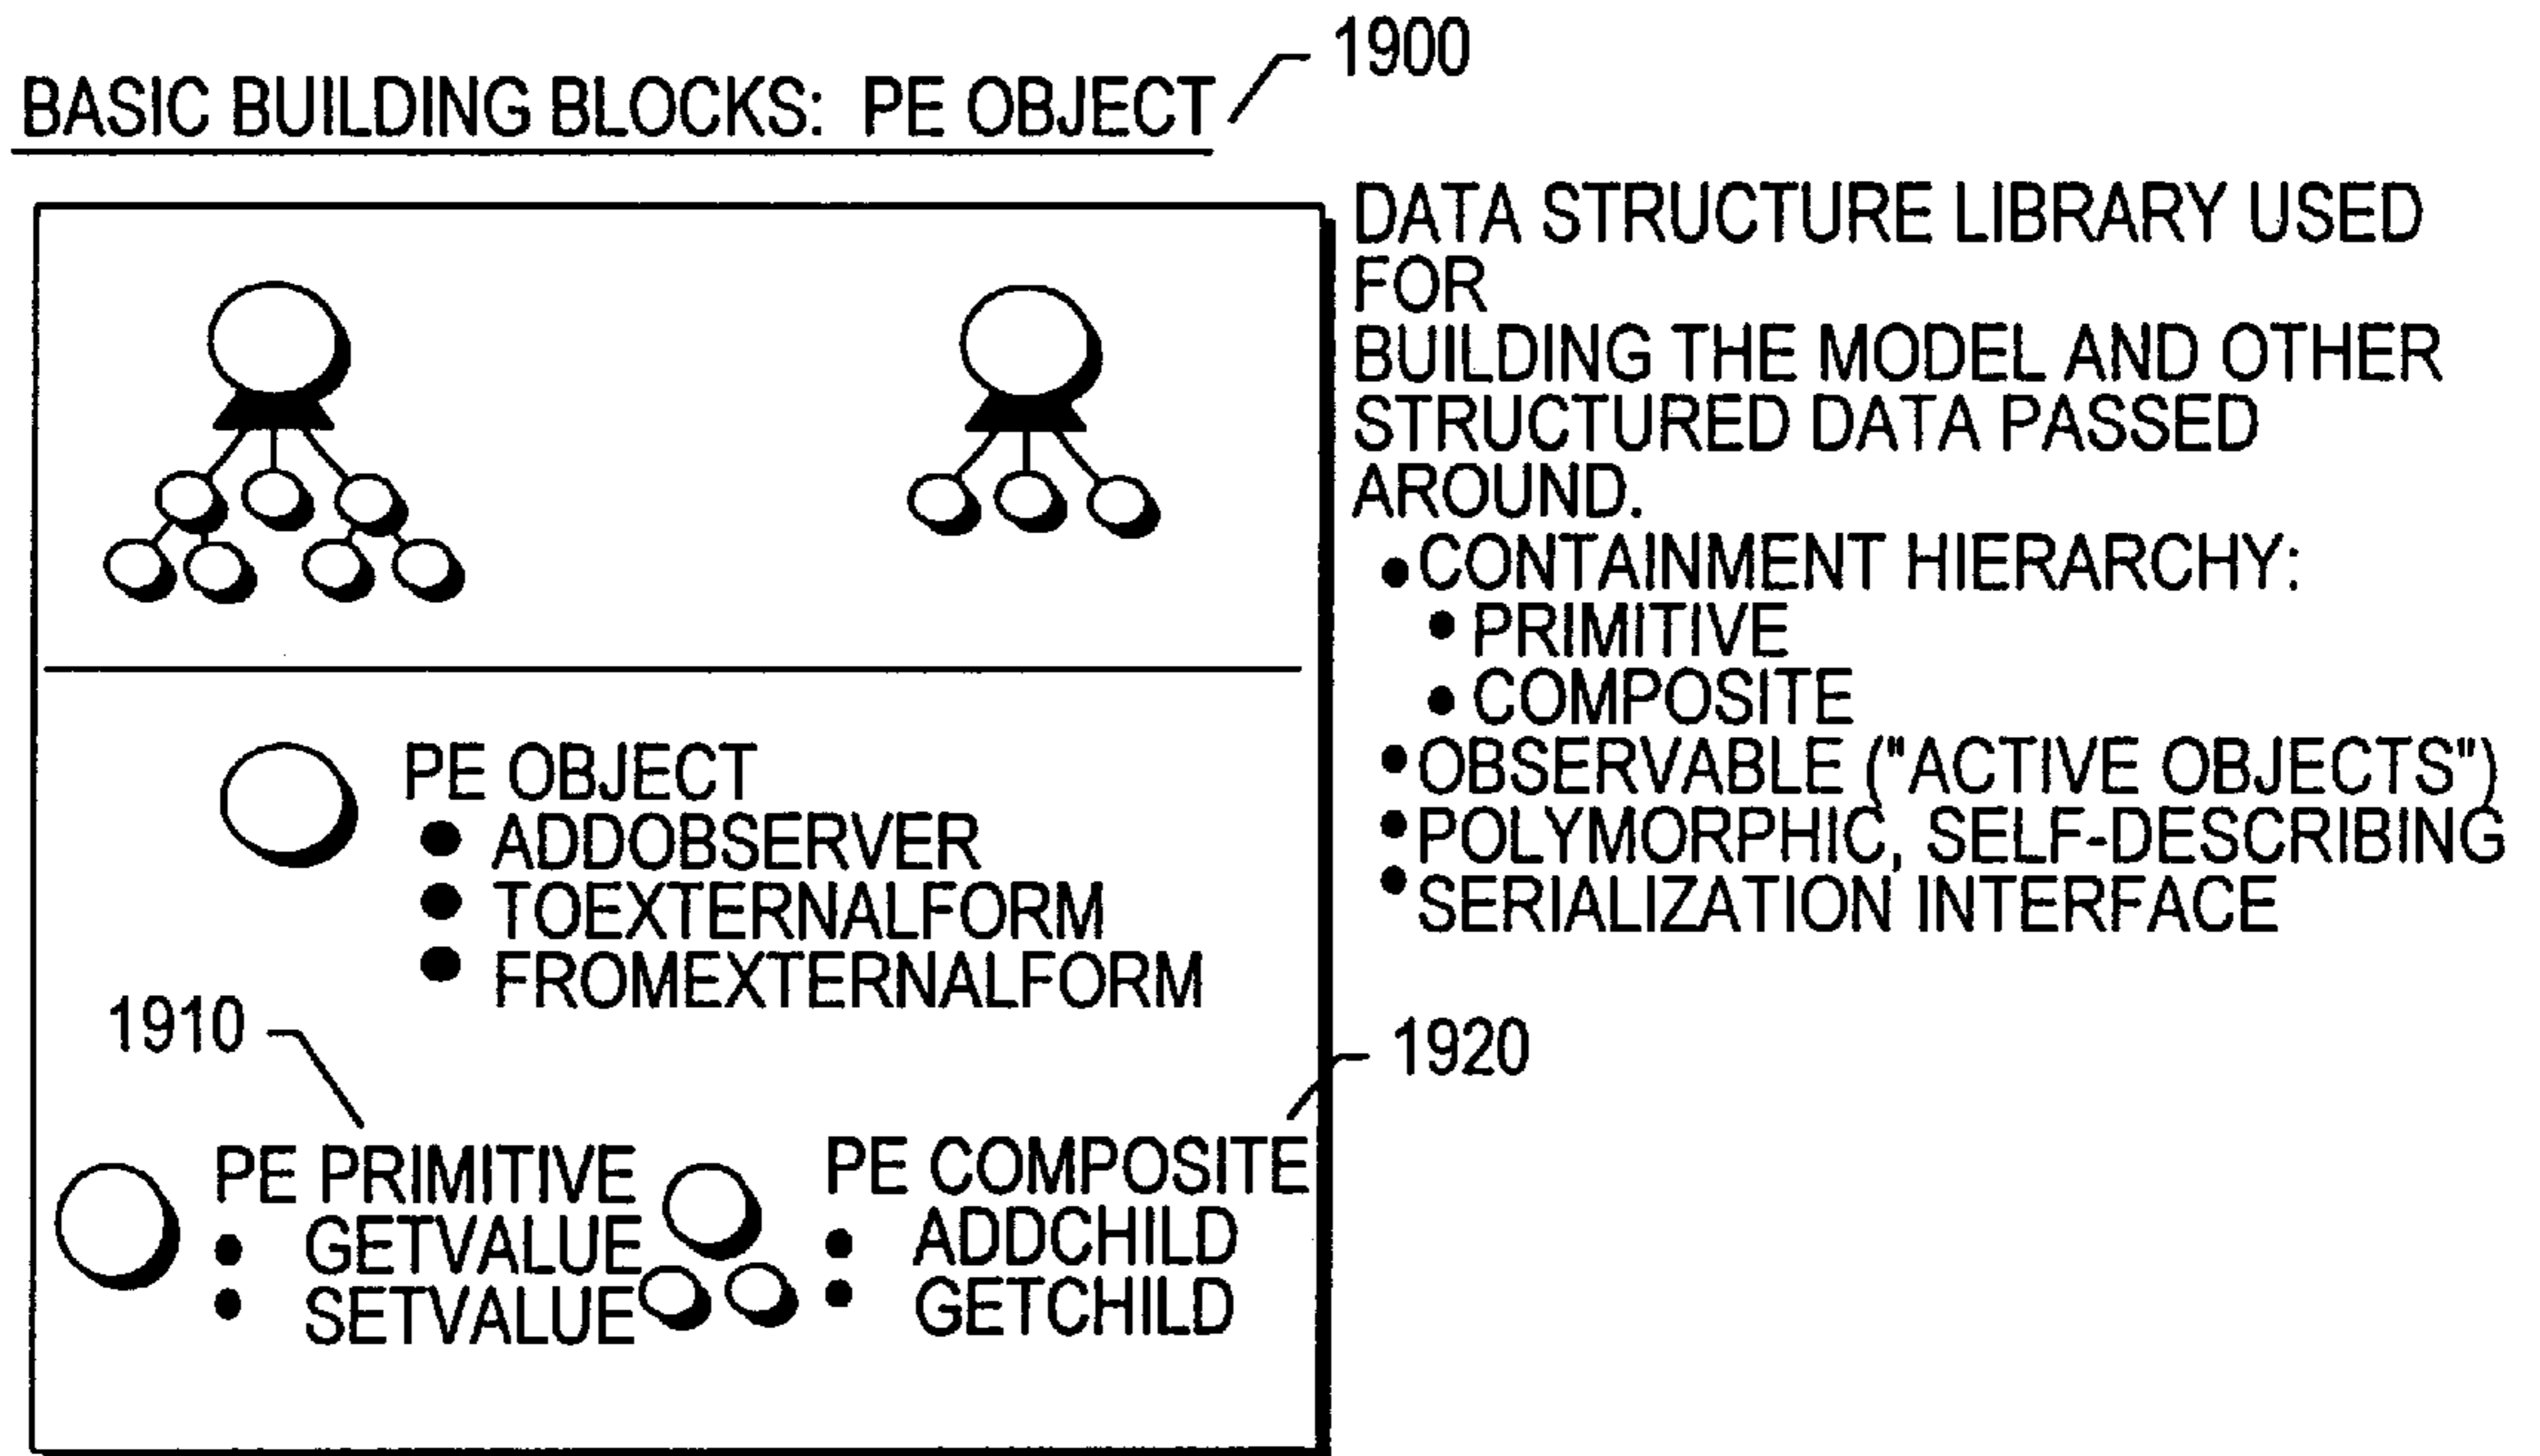 1900
BASIC BUILDING BLOCKS: PE OBJECT
DATA STRUCTURE LIBRARY USED
FOR
BUILDING THE MODEL AND OTHER
STRUCTURED DATA PASSED
AROUND.
•CONTAINMENT HIERARCHY:
• PRIMITIVE
• COMPOSITE
•OBSERVABLE ("ACTIVE OBJECTS")
•POLYMORPHIC, SELF-DESCRIBING
•SERIALIZATION INTERFACE
PE OBJECT
• ADDOBSERVER
• TOEXTERNALFORM
• FROMEXTERNALFORM
1910
1920
PE PRIMITIVE
• GETVALUE
• SETVALUE
PE COMPOSITE
• ADDCHILD
• GETCHILD